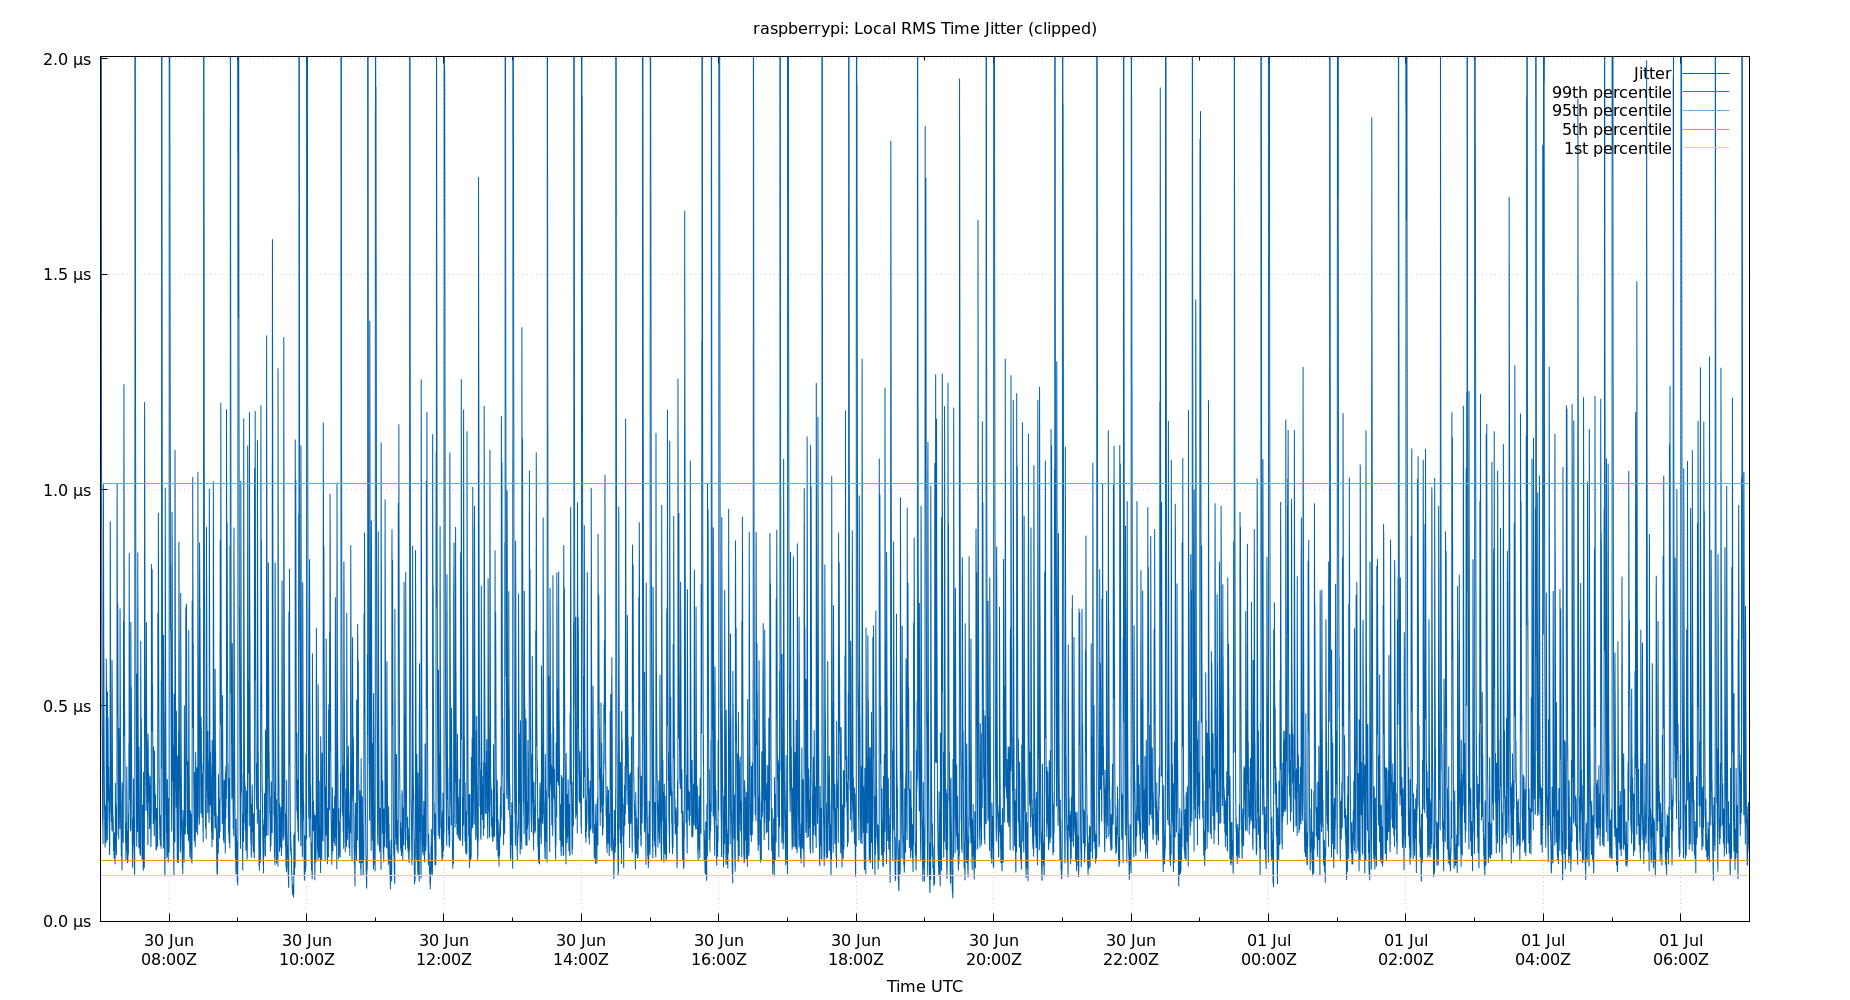 raspberrypi: Local RMS Time Jitter (clipped)
2.0 μs
1.5 μs
1.0 μs
0.5 μs
0.0 μs
Jitter
99th percentile
95th percentile
5th percentile
1st percentile
30 Jun 30 Jun 30 Jun 30 Jun 30 Jun 30 Jun 30 Jun 30 Jun 01 Jul 01 Jul 01 Jul 01 Jul
08:00Z 10:00Z 12:00Z 14:00Z 16:00Z 18:00Z 20:00Z 22:00Z 00:00Z 02:00Z 04:00Z 06:00Z
Time UTC